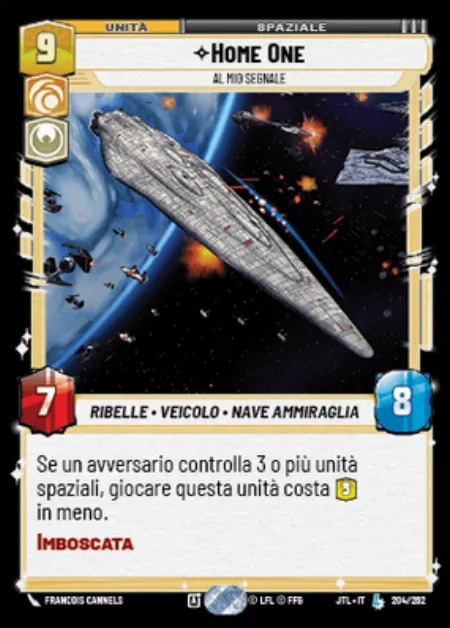 UNITÀ
SPAZIALE
9
HOME ONE
AL MIO SEGNALE
7
RIBELLE • VEICOLO • NAVE AMMIRAGLIA
8
Se un avversario controlla 3 o più unità
spaziali, giocare questa unità costa 3
in meno.
IMBOSCATA
FRANCOIS CANNELS
A
© LFL © FFG
JTL • IT
L
204/262